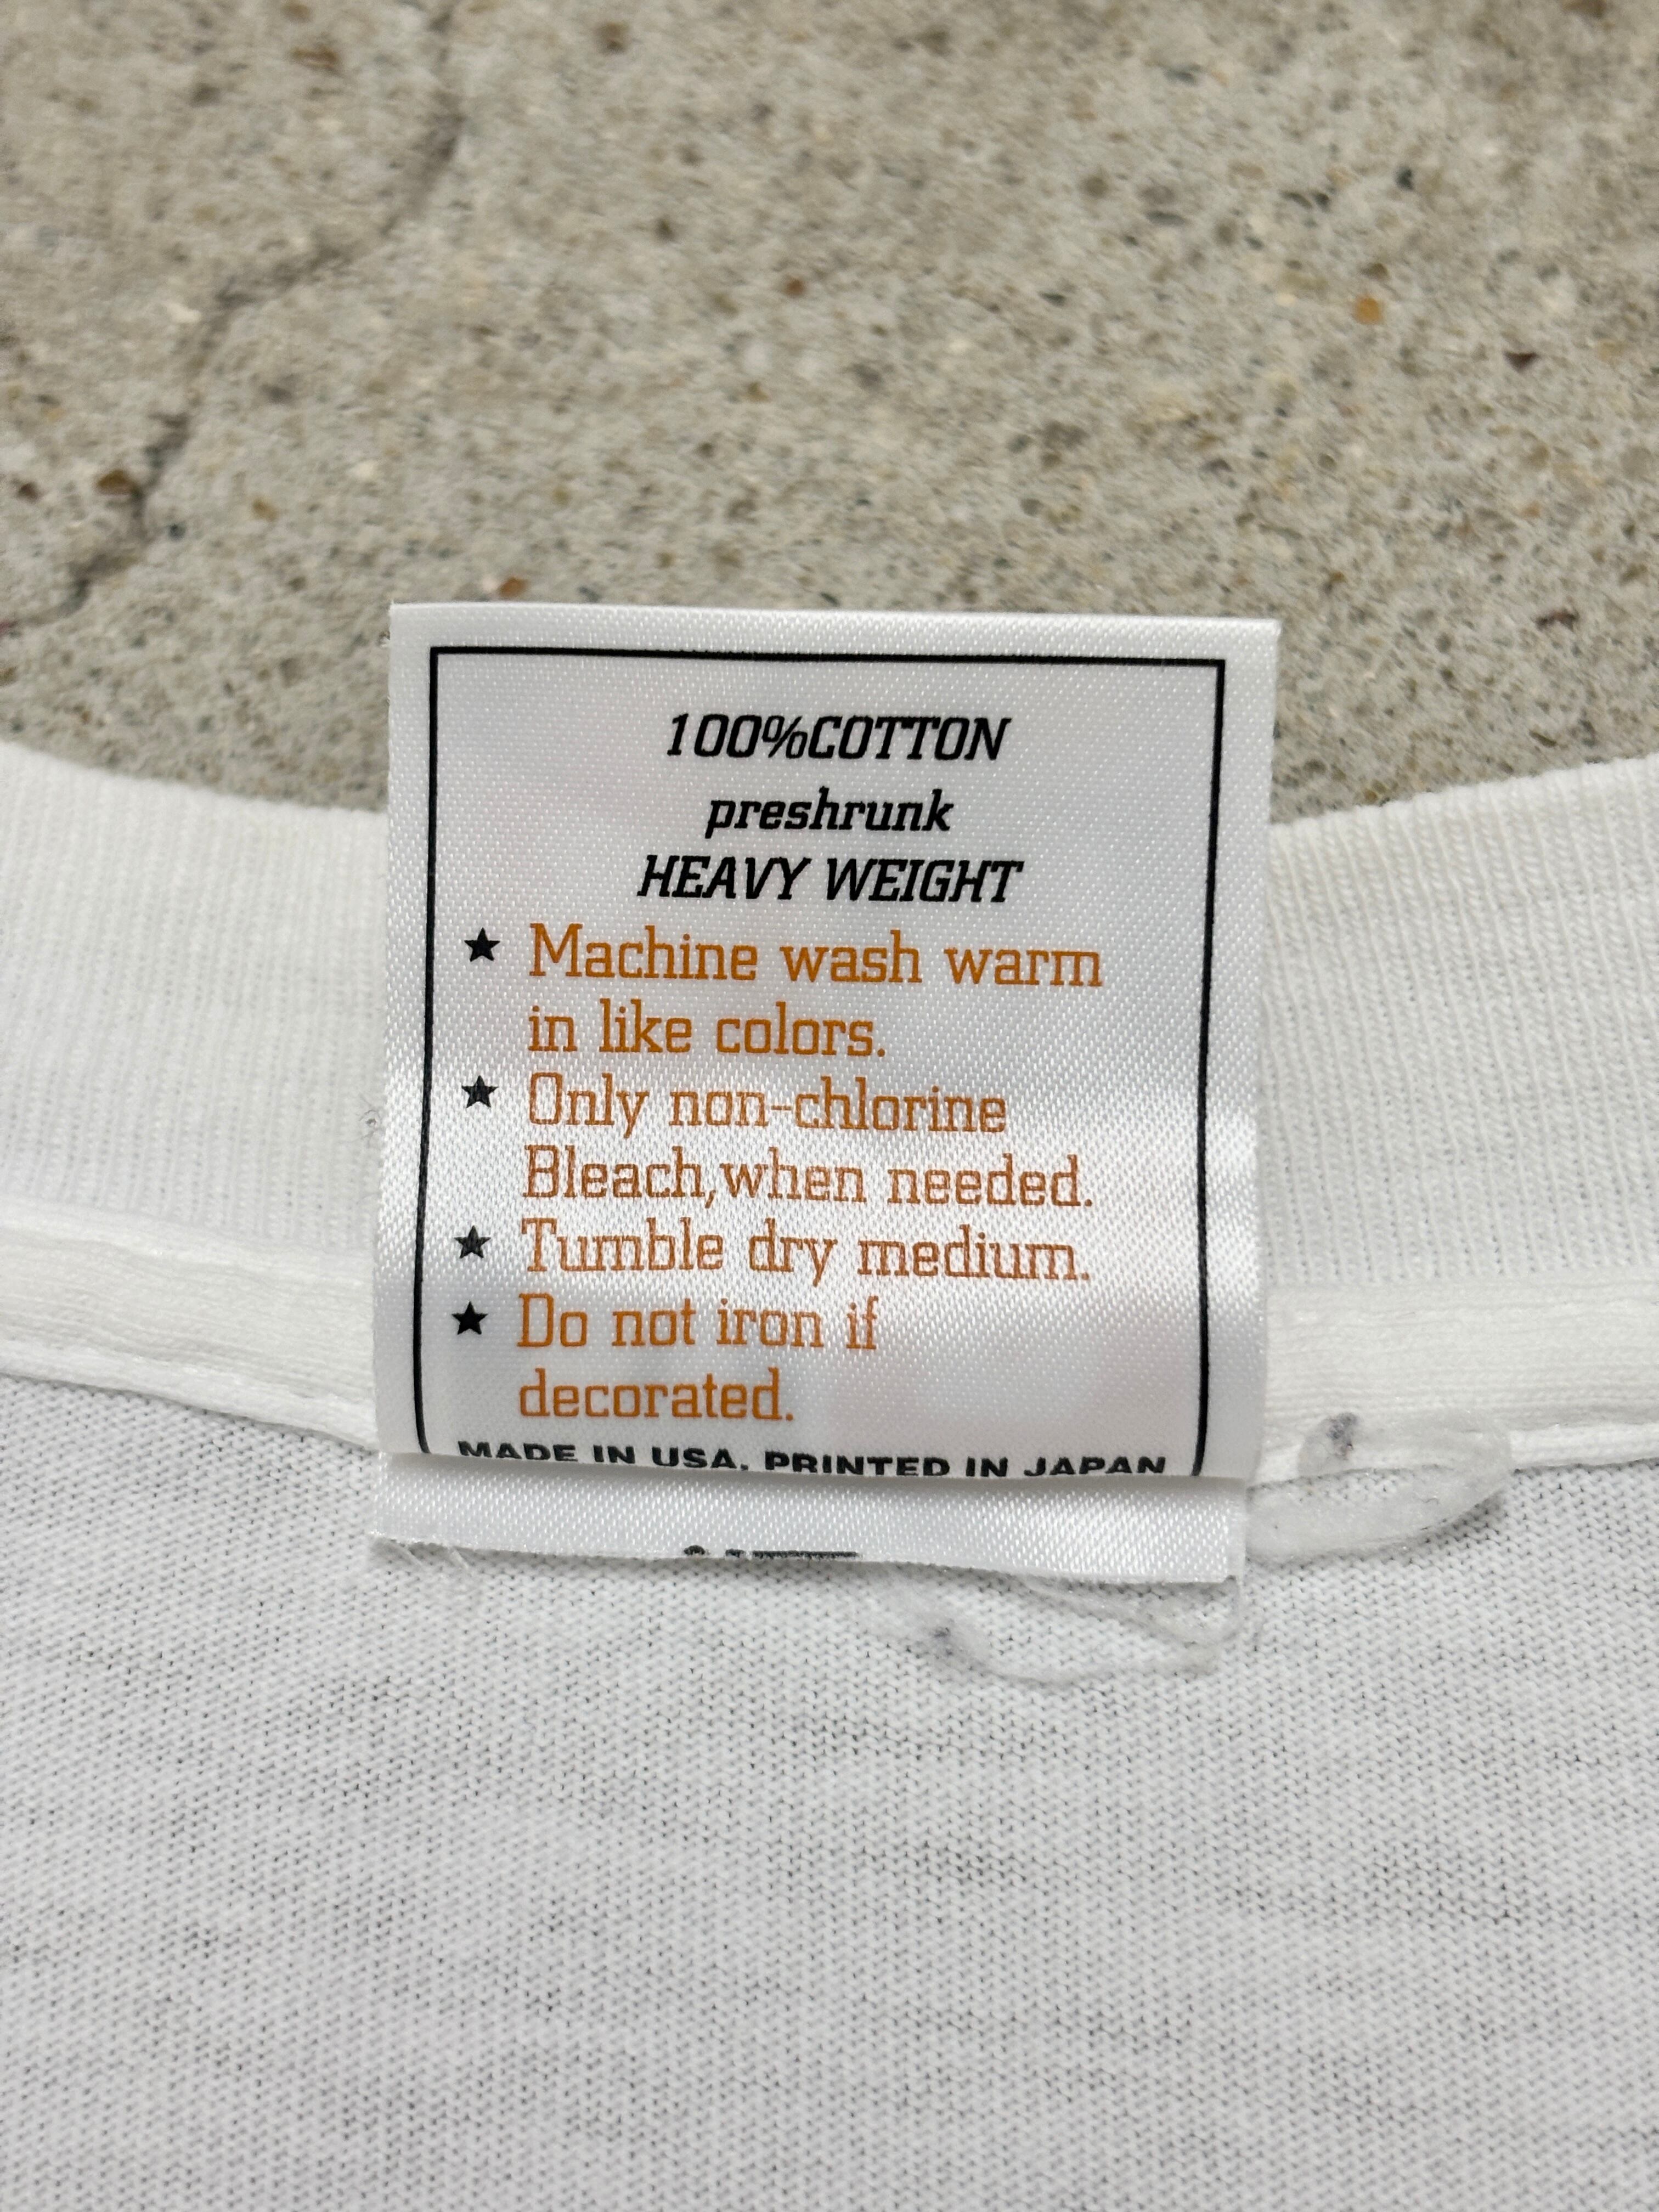 100%COTTON
preshrunk
HEAVY WEIGHT
★ Machine wash warm
in like colors.
★ Only non-chlorine
Bleach,when needed.
★ Tumble dry medium.
★ Do not iron if
decorated.
MADE IN USA. PRINTED IN JAPAN